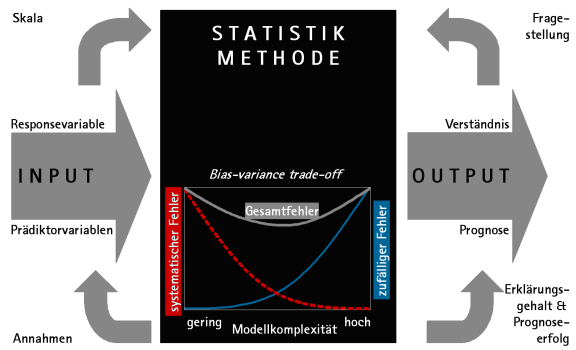 Skala
STATISTIK
METHODE
Frage-
stellung
Responsevariable
INPUT
Prädiktorvariablen
Annahmen
Bias-variance trade-off
Gesamtfehler
systematischer Fehler
zufälliger Fehler
gering
hoch
Modellkomplexität
Verständnis
OUTPUT
Prognose
Erklärungs-
gehalt &
Prognose-
erfolg